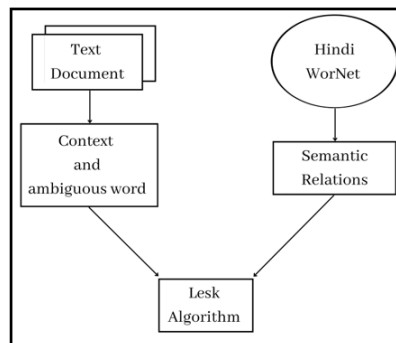 Text
Document
Hindi
WorNet
Context
and
ambiguous word
Semantic
Relations
Lesk
Algorithm